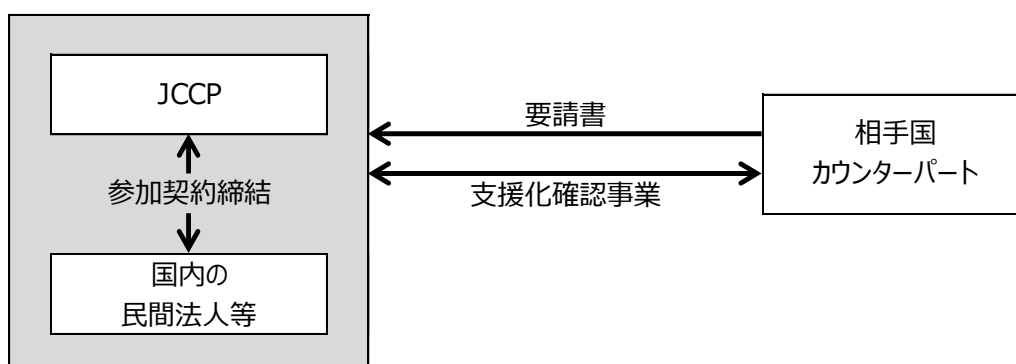 JCCP
参加契約締結
国内の
民間法人等
要請書
支援化確認事業
相手国
カウンターパート